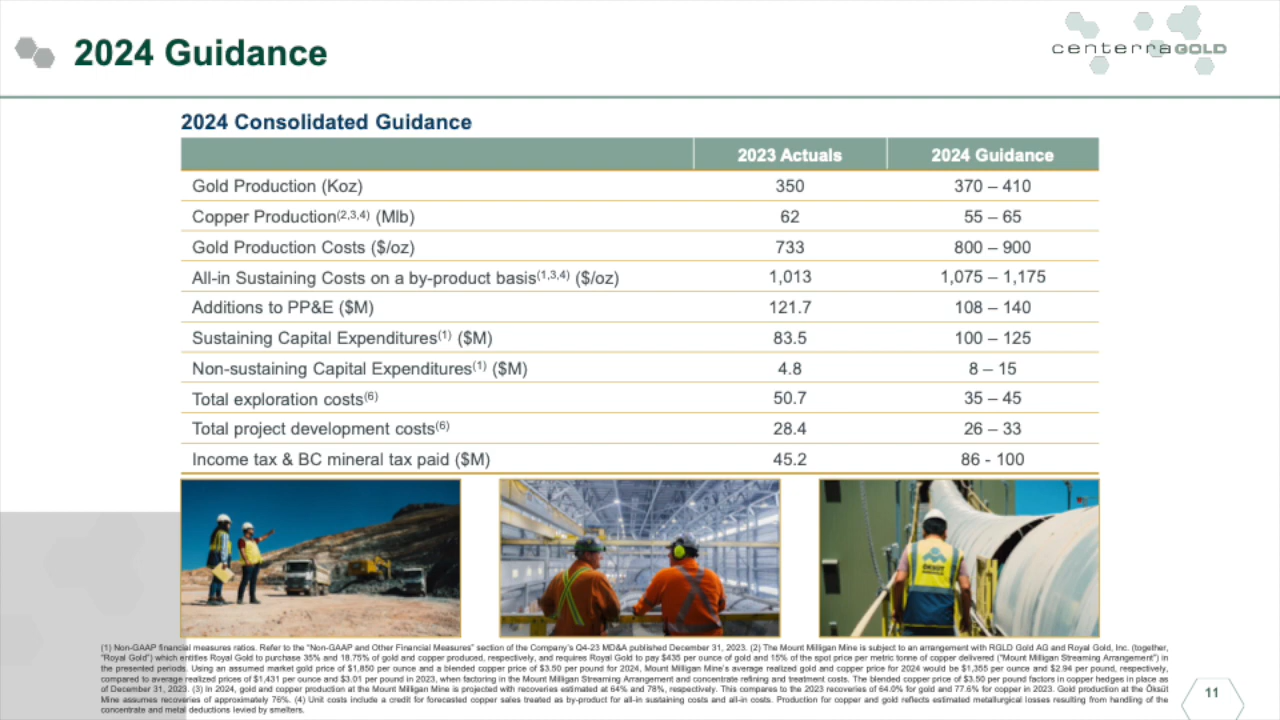 2024 Guidance
centerraGOLD
2024 Consolidated Guidance
2023 Actuals 2024 Guidance
Gold Production (Koz) 350 370 – 410
Copper Production(2,3,4) (Mlb) 62 55 – 65
Gold Production Costs ($/oz) 733 800 – 900
All-in Sustaining Costs on a by-product basis(1,3,4) ($/oz) 1,013 1,075 – 1,175
Additions to PP&E ($M) 121.7 108 – 140
Sustaining Capital Expenditures(1) ($M) 83.5 100 – 125
Non-sustaining Capital Expenditures(1) ($M) 4.8 8 – 15
Total exploration costs(6) 50.7 35 – 45
Total project development costs(6) 28.4 26 – 33
Income tax & BC mineral tax paid ($M) 45.2 86 - 100
ÖKSÜT
(1) Non-GAAP financial measures ratios. Refer to the "Non-GAAP and Other Financial Measures" section of the Company's Q4-23 MD&A published December 31, 2023. (2) The Mount Milligan Mine is subject to an arrangement with RGLD Gold AG and Royal Gold, Inc. (together,
"Royal Gold") which entitles Royal Gold to purchase 35% and 18.75% of gold and copper produced, respectively, and requires Royal Gold to pay $435 per ounce of gold and 15% of the spot price per metric tonne of copper delivered ("Mount Milligan Streaming Arrangement") in
the presented periods. Using an assumed market gold price of $1,850 per ounce and a blended copper price of $3.50 per pound for 2024, Mount Milligan Mine's average realized gold and copper price for 2024 would be $1,355 per ounce and $2.94 per pound, respectively,
compared to average realized prices of $1,431 per ounce and $3.01 per pound in 2023, when factoring in the Mount Milligan Streaming Arrangement and concentrate refining and treatment costs. The blended copper price of $3.50 per pound factors in copper hedges in place as
of December 31, 2023. (3) In 2024, gold and copper production at the Mount Milligan Mine is projected with recoveries estimated at 64% and 78%, respectively. This compares to the 2023 recoveries of 64.0% for gold and 77.6% for copper in 2023. Gold production at the Öksüt
Mine assumes recoveries of approximately 76%. (4) Unit costs include a credit for forecasted copper sales treated as by-product for all-in sustaining costs and all-in costs. Production for copper and gold reflects estimated metallurgical losses resulting from handling of the
concentrate and metal deductions levied by smelters.
11